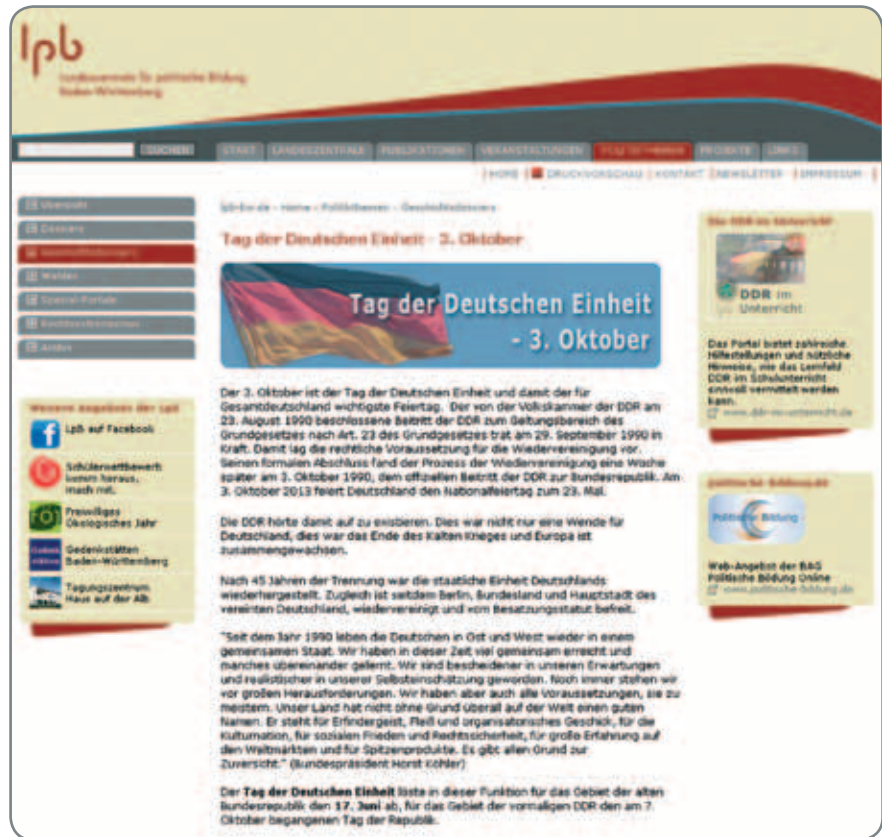 lpb
Landeszentrale für politische Bildung
Baden-Württemberg
SUCHEN
START
LANDESZENTRALE
PUBLIKATIONEN
VERANSTALTUNGEN
PROJEKTE
LINKS
HOME
DRUCKVORSCHAU
KONTAKT
NEWSLETTER
IMPRESSUM
Übersicht
Dossiers
Wahlen
Spezial-Portale
Archiv
Tag der Deutschen Einheit - 3. Oktober
Tag der Deutschen Einheit
- 3. Oktober
Der 3. Oktober ist der Tag der Deutschen Einheit und damit der für
Gesamtdeutschland wichtigste Feiertag. Der von der Volkskammer der DDR am
23. August 1990 beschlossene Beitritt der DDR zum Geltungsbereich des
Grundgesetzes nach Art. 23 des Grundgesetzes trat am 29. September 1990 in
Kraft. Damit lag die rechtliche Voraussetzung für die Wiedervereinigung vor.
Seinen formalen Abschluss fand der Prozess der Wiedervereinigung eine Woche
später am 3. Oktober 1990, dem offiziellen Beitritt der DDR zur Bundesrepublik. Am
3. Oktober 2013 feiert Deutschland den Nationalfeiertag zum 23. Mal.
Die DDR hörte damit auf zu existieren. Dies war nicht nur eine Wende für
Deutschland, dies war das Ende des Kalten Krieges und Europa ist
zusammengewachsen.
Nach 45 Jahren der Trennung war die staatliche Einheit Deutschlands
wiederhergestellt. Zugleich ist seitdem Berlin, Bundesland und Hauptstadt des
vereinten Deutschland, wiedervereinigt und vom Besatzungsstatut befreit.
"Seit dem Jahr 1990 leben die Deutschen in Ost und West wieder in einem
gemeinsamen Staat. Wir haben in dieser Zeit viel gemeinsam erreicht und
manches übereinander gelernt. Wir sind bescheidener in unseren Erwartungen
und realistischer in unserer Selbsteinschätzung geworden. Noch immer stehen wir
vor großen Herausforderungen. Wir haben aber auch alle Voraussetzungen, sie zu
meistern. Unser Land hat nicht ohne Grund überall auf der Welt einen guten
Namen. Er steht für Erfindergeist, Fleiß und organisatorisches Geschick, für die
Kulturnation, für sozialen Frieden und Rechtssicherheit, für große Erfahrung auf
den Weltmärkten und für Spitzenprodukte. Es gibt allen Grund zur
Zuversicht." (Bundespräsident Horst Köhler)
Der Tag der Deutschen Einheit löste in dieser Funktion für das Gebiet der alten
Bundesrepublik den 17. Juni ab, für das Gebiet der vormaligen DDR den am 7.
Oktober begangenen Tag der Republik.
Weitere Angebote der LpB
LpB auf Facebook
Schülerwettbewerb
komm heraus,
mach mit.
FÖJ
Freiwilliges
Ökologisches Jahr
Gedenkstätten
Baden-Württemberg
Tagungszentrum
Haus auf der Alb
Die DDR im Unterricht
DDR im
Unterricht
Das Portal bietet zahlreiche
Hilfestellungen und nützliche
Hinweise, wie das Lernfeld
DDR im Schulunterricht
sinnvoll vermittelt werden
kann.
www.ddr-im-unterricht.de
politische-bildung.de
Politische Bildung
Web-Angebot der BAG
Politische Bildung Online
www.politische-bildung.de